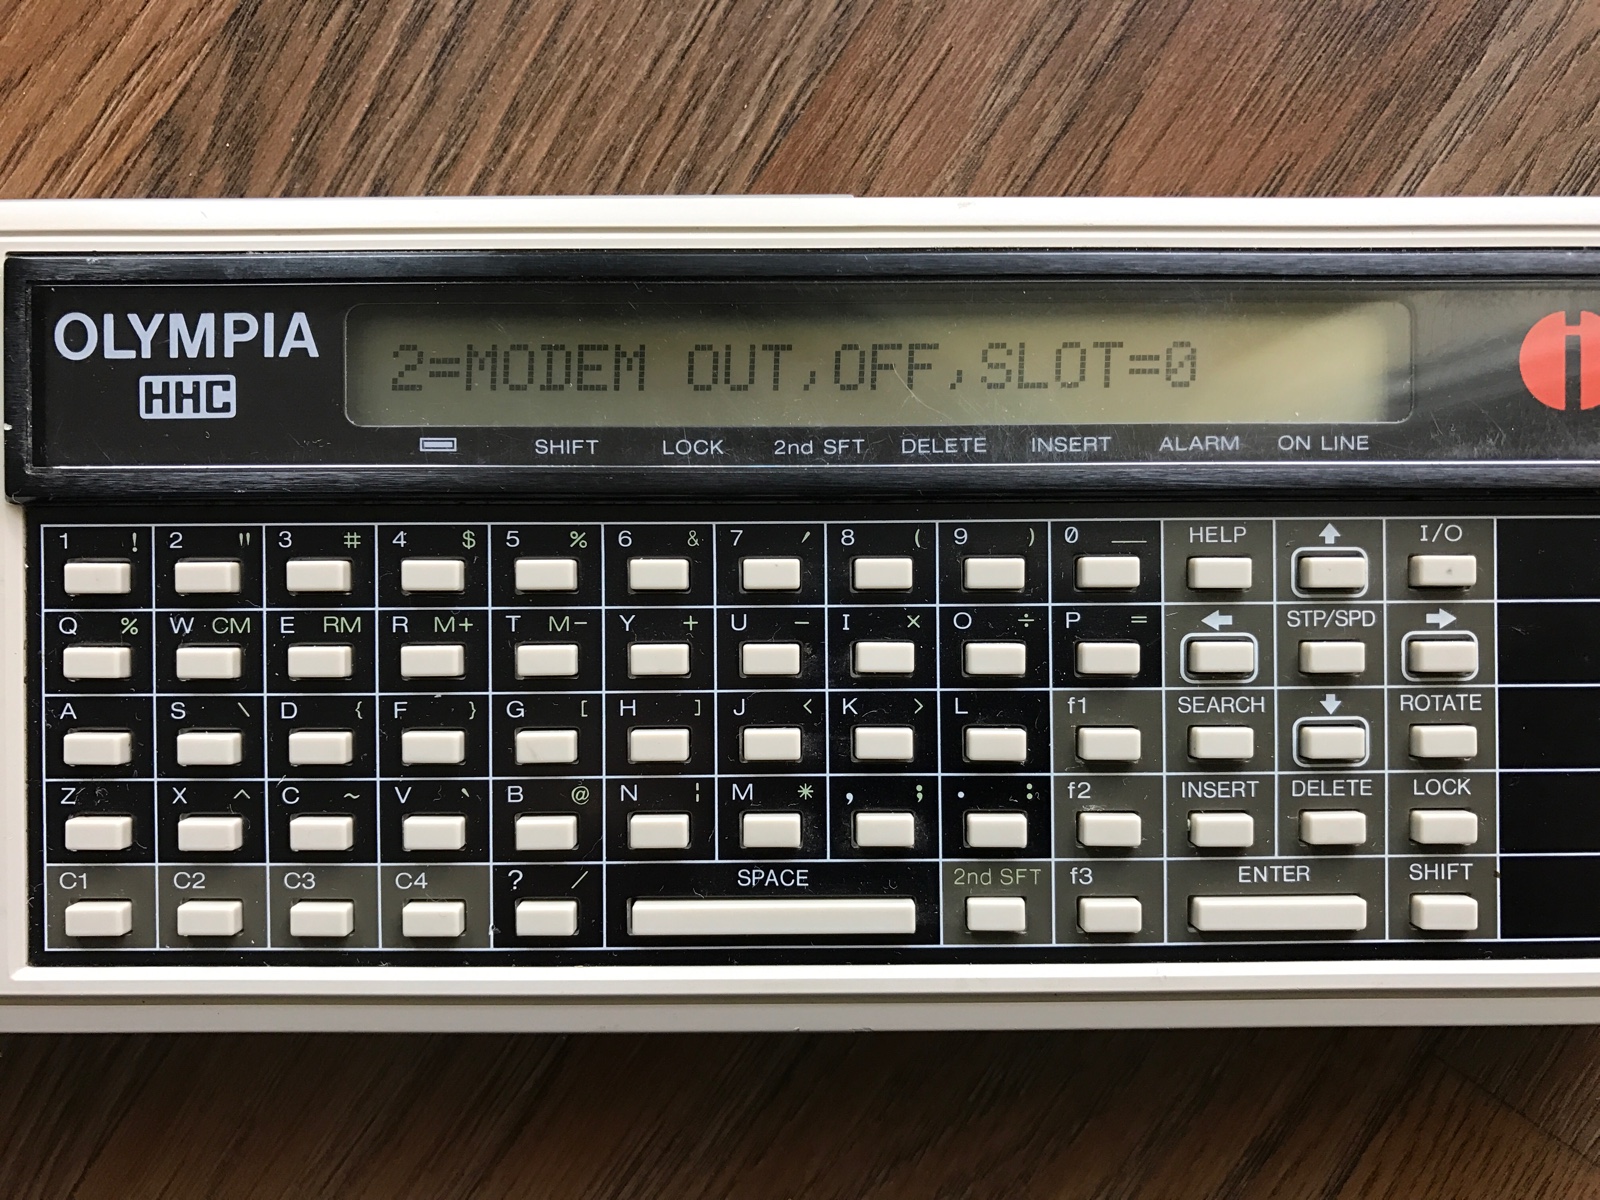 OLYMPIA
HHC
2=MODEM OUT,OFF,SLOT=0
SHIFT LOCK 2nd SFT DELETE INSERT ALARM ON LINE
1 ! 2 " 3 # 4 $ 5 % 6 & 7 ′ 8 ( 9 ) 0 _ HELP ↑ I/O
Q % W CM E RM R M+ T M− Y + U − I × O ÷ P = ← STP/SPD →
A S \ D { F } G [ H ] J < K > L f1 SEARCH ↓ ROTATE
Z X ^ C ~ V ` B @ N ¦ M * , ; . : f2 INSERT DELETE LOCK
C1 C2 C3 C4 ? / SPACE 2nd SFT f3 ENTER SHIFT